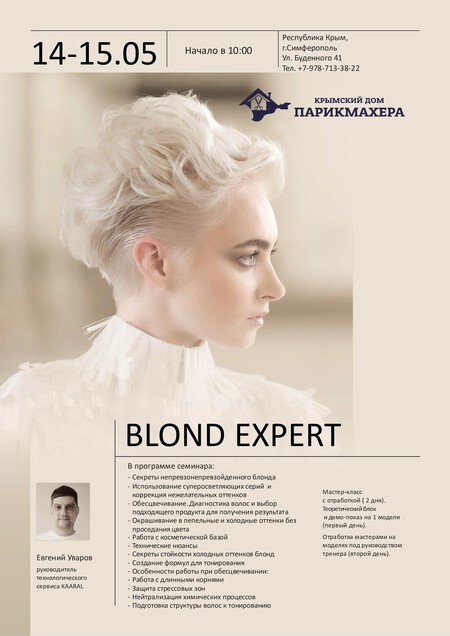 14-15.05
Начало в 10:00
Республика Крым,
г.Симферополь
Ул. Буденного 41
Тел. +7-978-713-38-22
КРЫМСКИЙ ДОМ
ПАРИКМАХЕРА
BLOND EXPERT
В программе семинара:
- Секреты непревзонепревзойденного блонда
- Использование суперосветляющих серий и
коррекция нежелательных оттенков
- Обесцвечивание. Диагностика волос и выбор
подходящего продукта для получения результата
- Окрашивание в пепельные и холодные оттенки без
проседания цвета
- Работа с косметической базой
- Технические нюансы
- Секреты стойкости холодных оттенков блонд
- Создание формул для тонирования
- Особенности работы при обесцвечивании:
- Работа с длинными корнями
- Защита стрессовых зон
- Нейтрализация химических процессов
- Подготовка структуры волос к тонированию
Мастер-класс
с отработкой ( 2 дня).
Теоретический блок
и демо-показ на 1 модели
(первый день).
Отработка мастерами на
моделях под руководством
тренера (второй день).
Евгений Уваров
руководитель
технологического
сервиса KAARAL